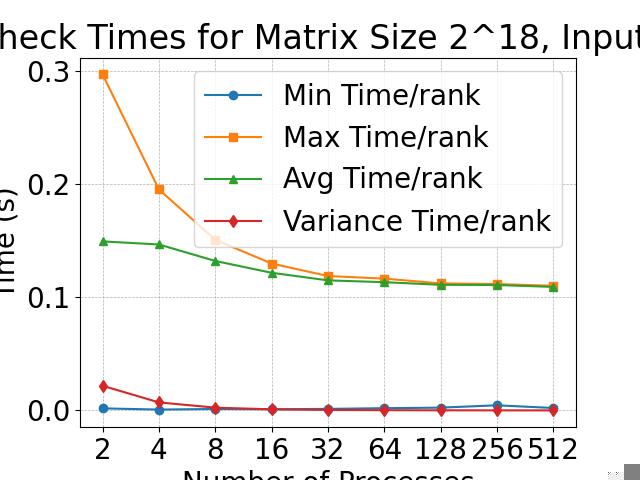 heck Times for Matrix Size 2^18, Input
Time (s)
0.3
0.2
0.1
0.0
Min Time/rank
Max Time/rank
Avg Time/rank
Variance Time/rank
2 4 8 16 32 64 128 256 512
Number of Processes